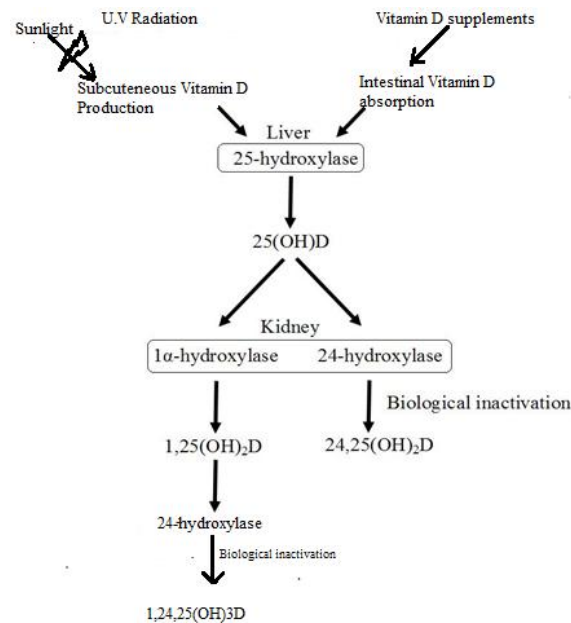 U.V Radiation
Vitamin D supplements
Sunlight
Subcuteneous Vitamin D
Production
Intestinal Vitamin D
absorption
Liver
25-hydroxylase
25(OH)D
Kidney
1α-hydroxylase 24-hydroxylase
Biological inactivation
1,25(OH)₂D 24,25(OH)₂D
24-hydroxylase
Biological inactivation
1,24,25(OH)3D